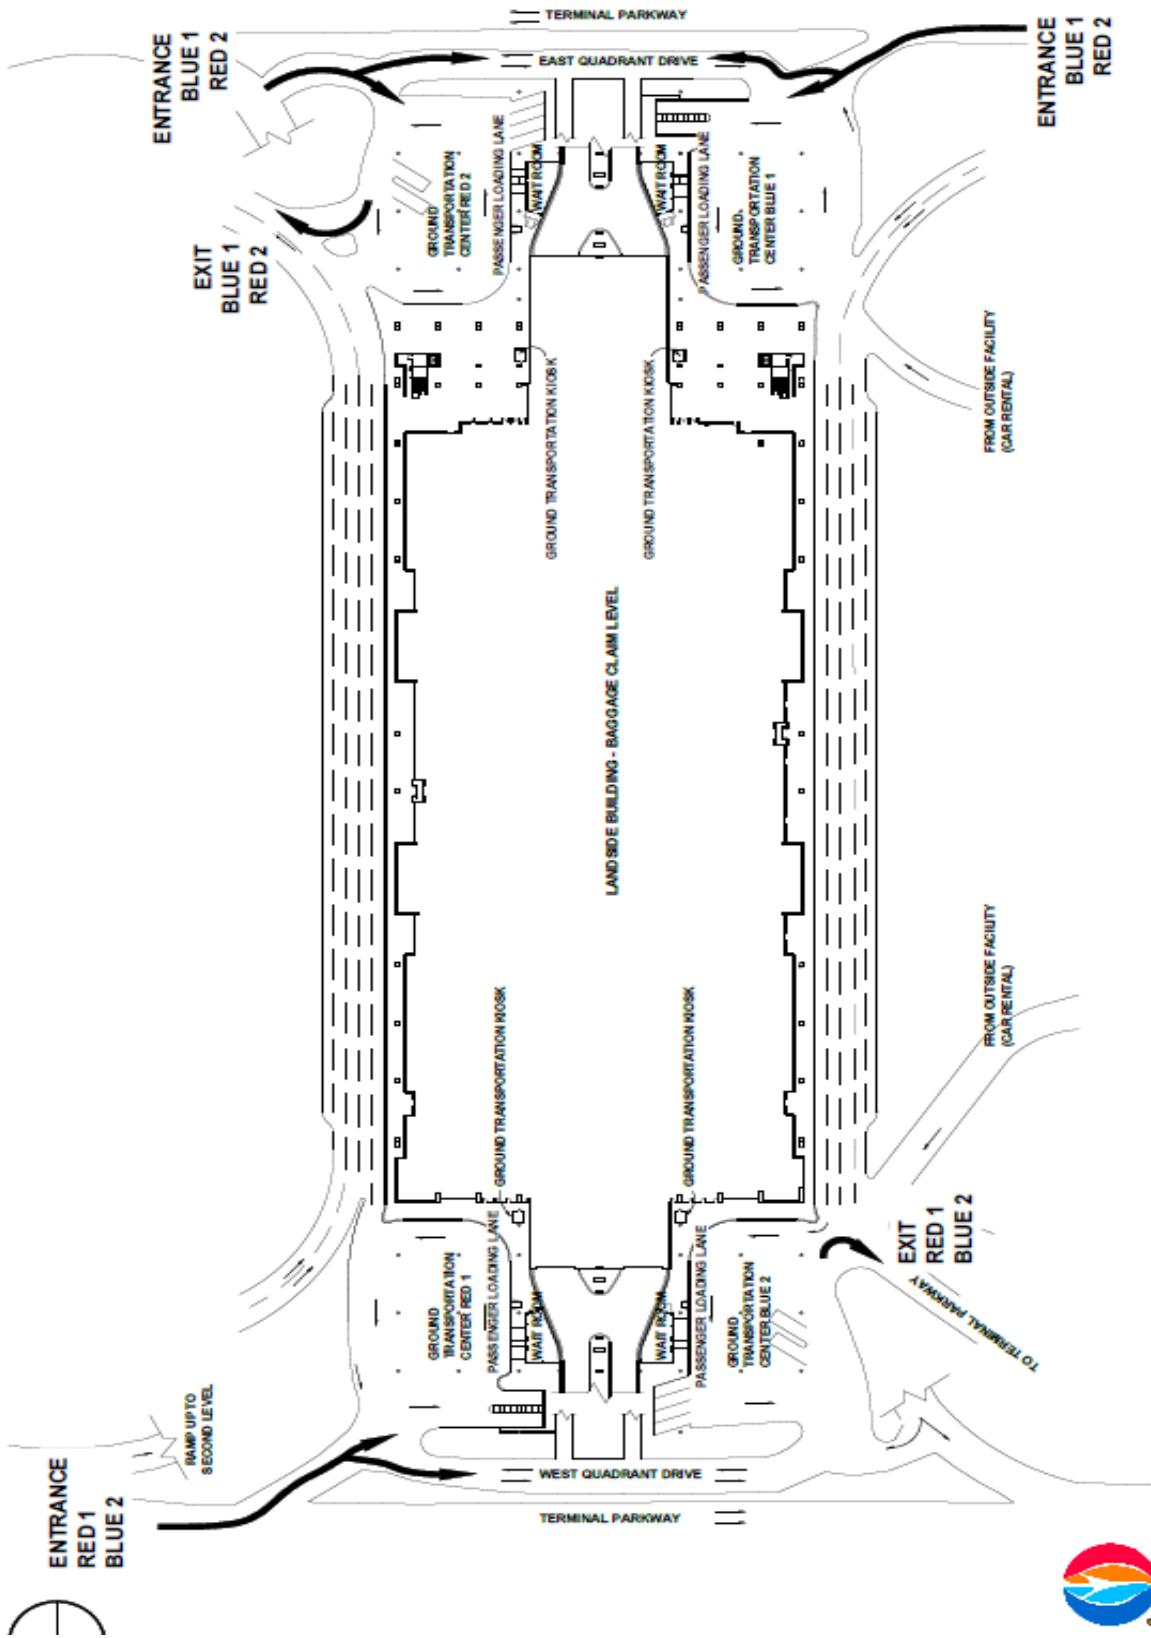 TERMINAL PARKWAY
EAST QUADRANT DRIVE
ENTRANCE
BLUE 1
RED 2
ENTRANCE
BLUE 1
RED 2
EXIT
BLUE 1
RED 2
GROUND
TRANSPORTATION
CENTER RED 2
PASSENGER LOADING LANE
WAIT ROOM
WAIT ROOM
PASSENGER LOADING LANE
GROUND
TRANSPORTATION
CENTER BLUE 1
GROUND TRANSPORTATION KIOSK
GROUND TRANSPORTATION KIOSK
FROM OUTSIDE FACILITY
(CAR RENTAL)
LANDSIDE BUILDING - BAGGAGE CLAIM LEVEL
FROM OUTSIDE FACILITY
(CAR RENTAL)
GROUND TRANSPORTATION KIOSK
GROUND TRANSPORTATION KIOSK
GROUND
TRANSPORTATION
CENTER RED 1
PASSENGER LOADING LANE
WAIT ROOM
WAIT ROOM
PASSENGER LOADING LANE
GROUND
TRANSPORTATION
CENTER BLUE 2
EXIT
RED 1
BLUE 2
TO TERMINAL PARKWAY
RAMP UP TO
SECOND LEVEL
ENTRANCE
RED 1
BLUE 2
WEST QUADRANT DRIVE
TERMINAL PARKWAY